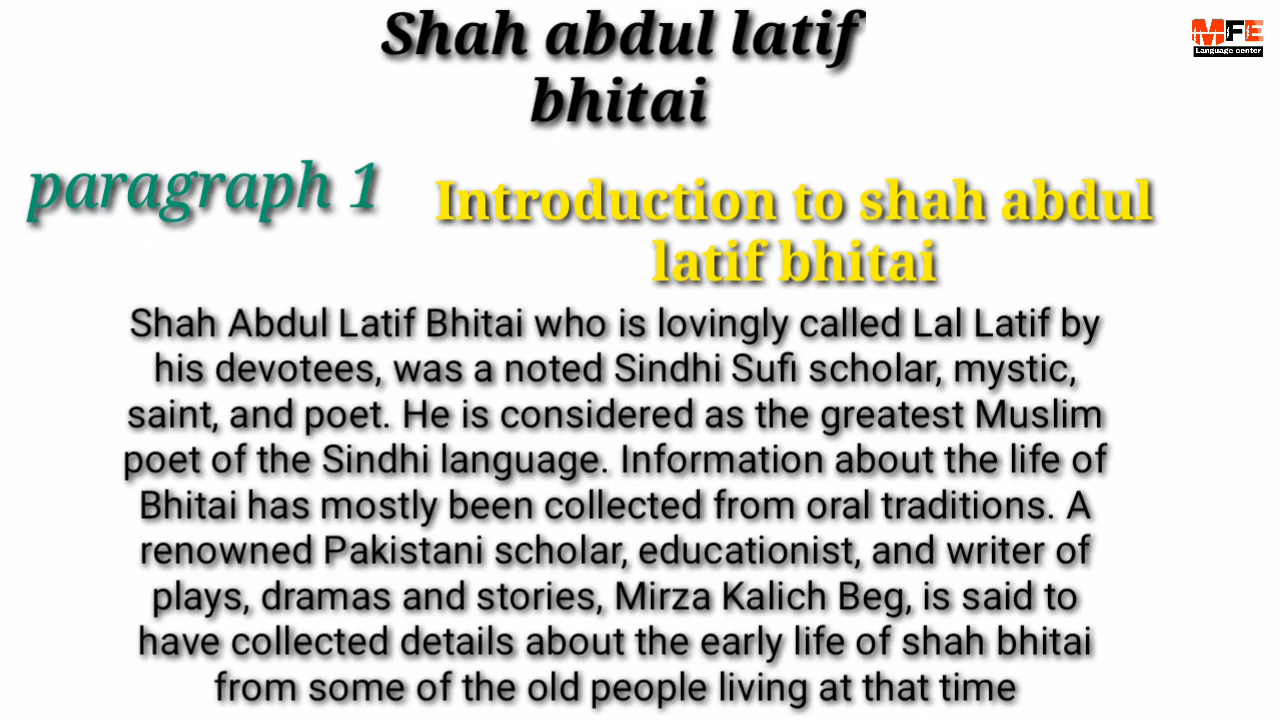 Shah abdul latif
bhitai
MFE
Language center
paragraph 1
Introduction to shah abdul
latif bhitai
Shah Abdul Latif Bhitai who is lovingly called Lal Latif by
his devotees, was a noted Sindhi Sufi scholar, mystic,
saint, and poet. He is considered as the greatest Muslim
poet of the Sindhi language. Information about the life of
Bhitai has mostly been collected from oral traditions. A
renowned Pakistani scholar, educationist, and writer of
plays, dramas and stories, Mirza Kalich Beg, is said to
have collected details about the early life of shah bhitai
from some of the old people living at that time